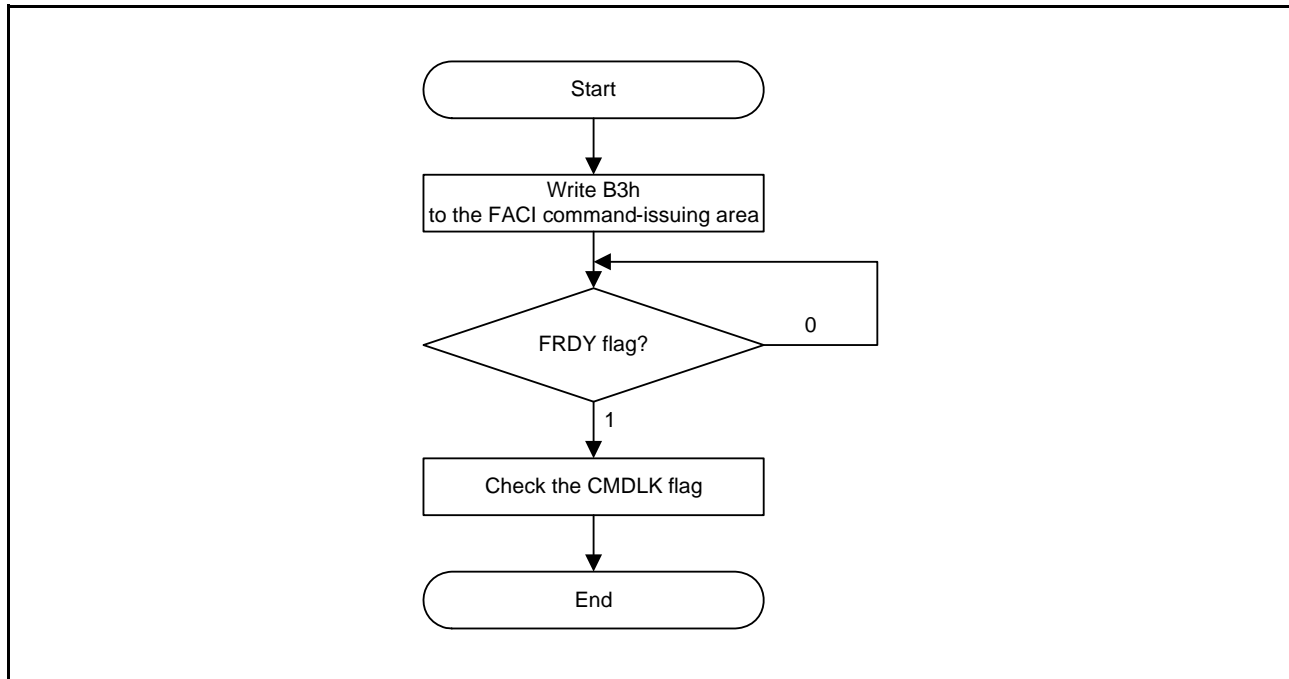 Start
Write B3h
to the FACI command-issuing area
FRDY flag?
0
1
Check the CMDLK flag
End